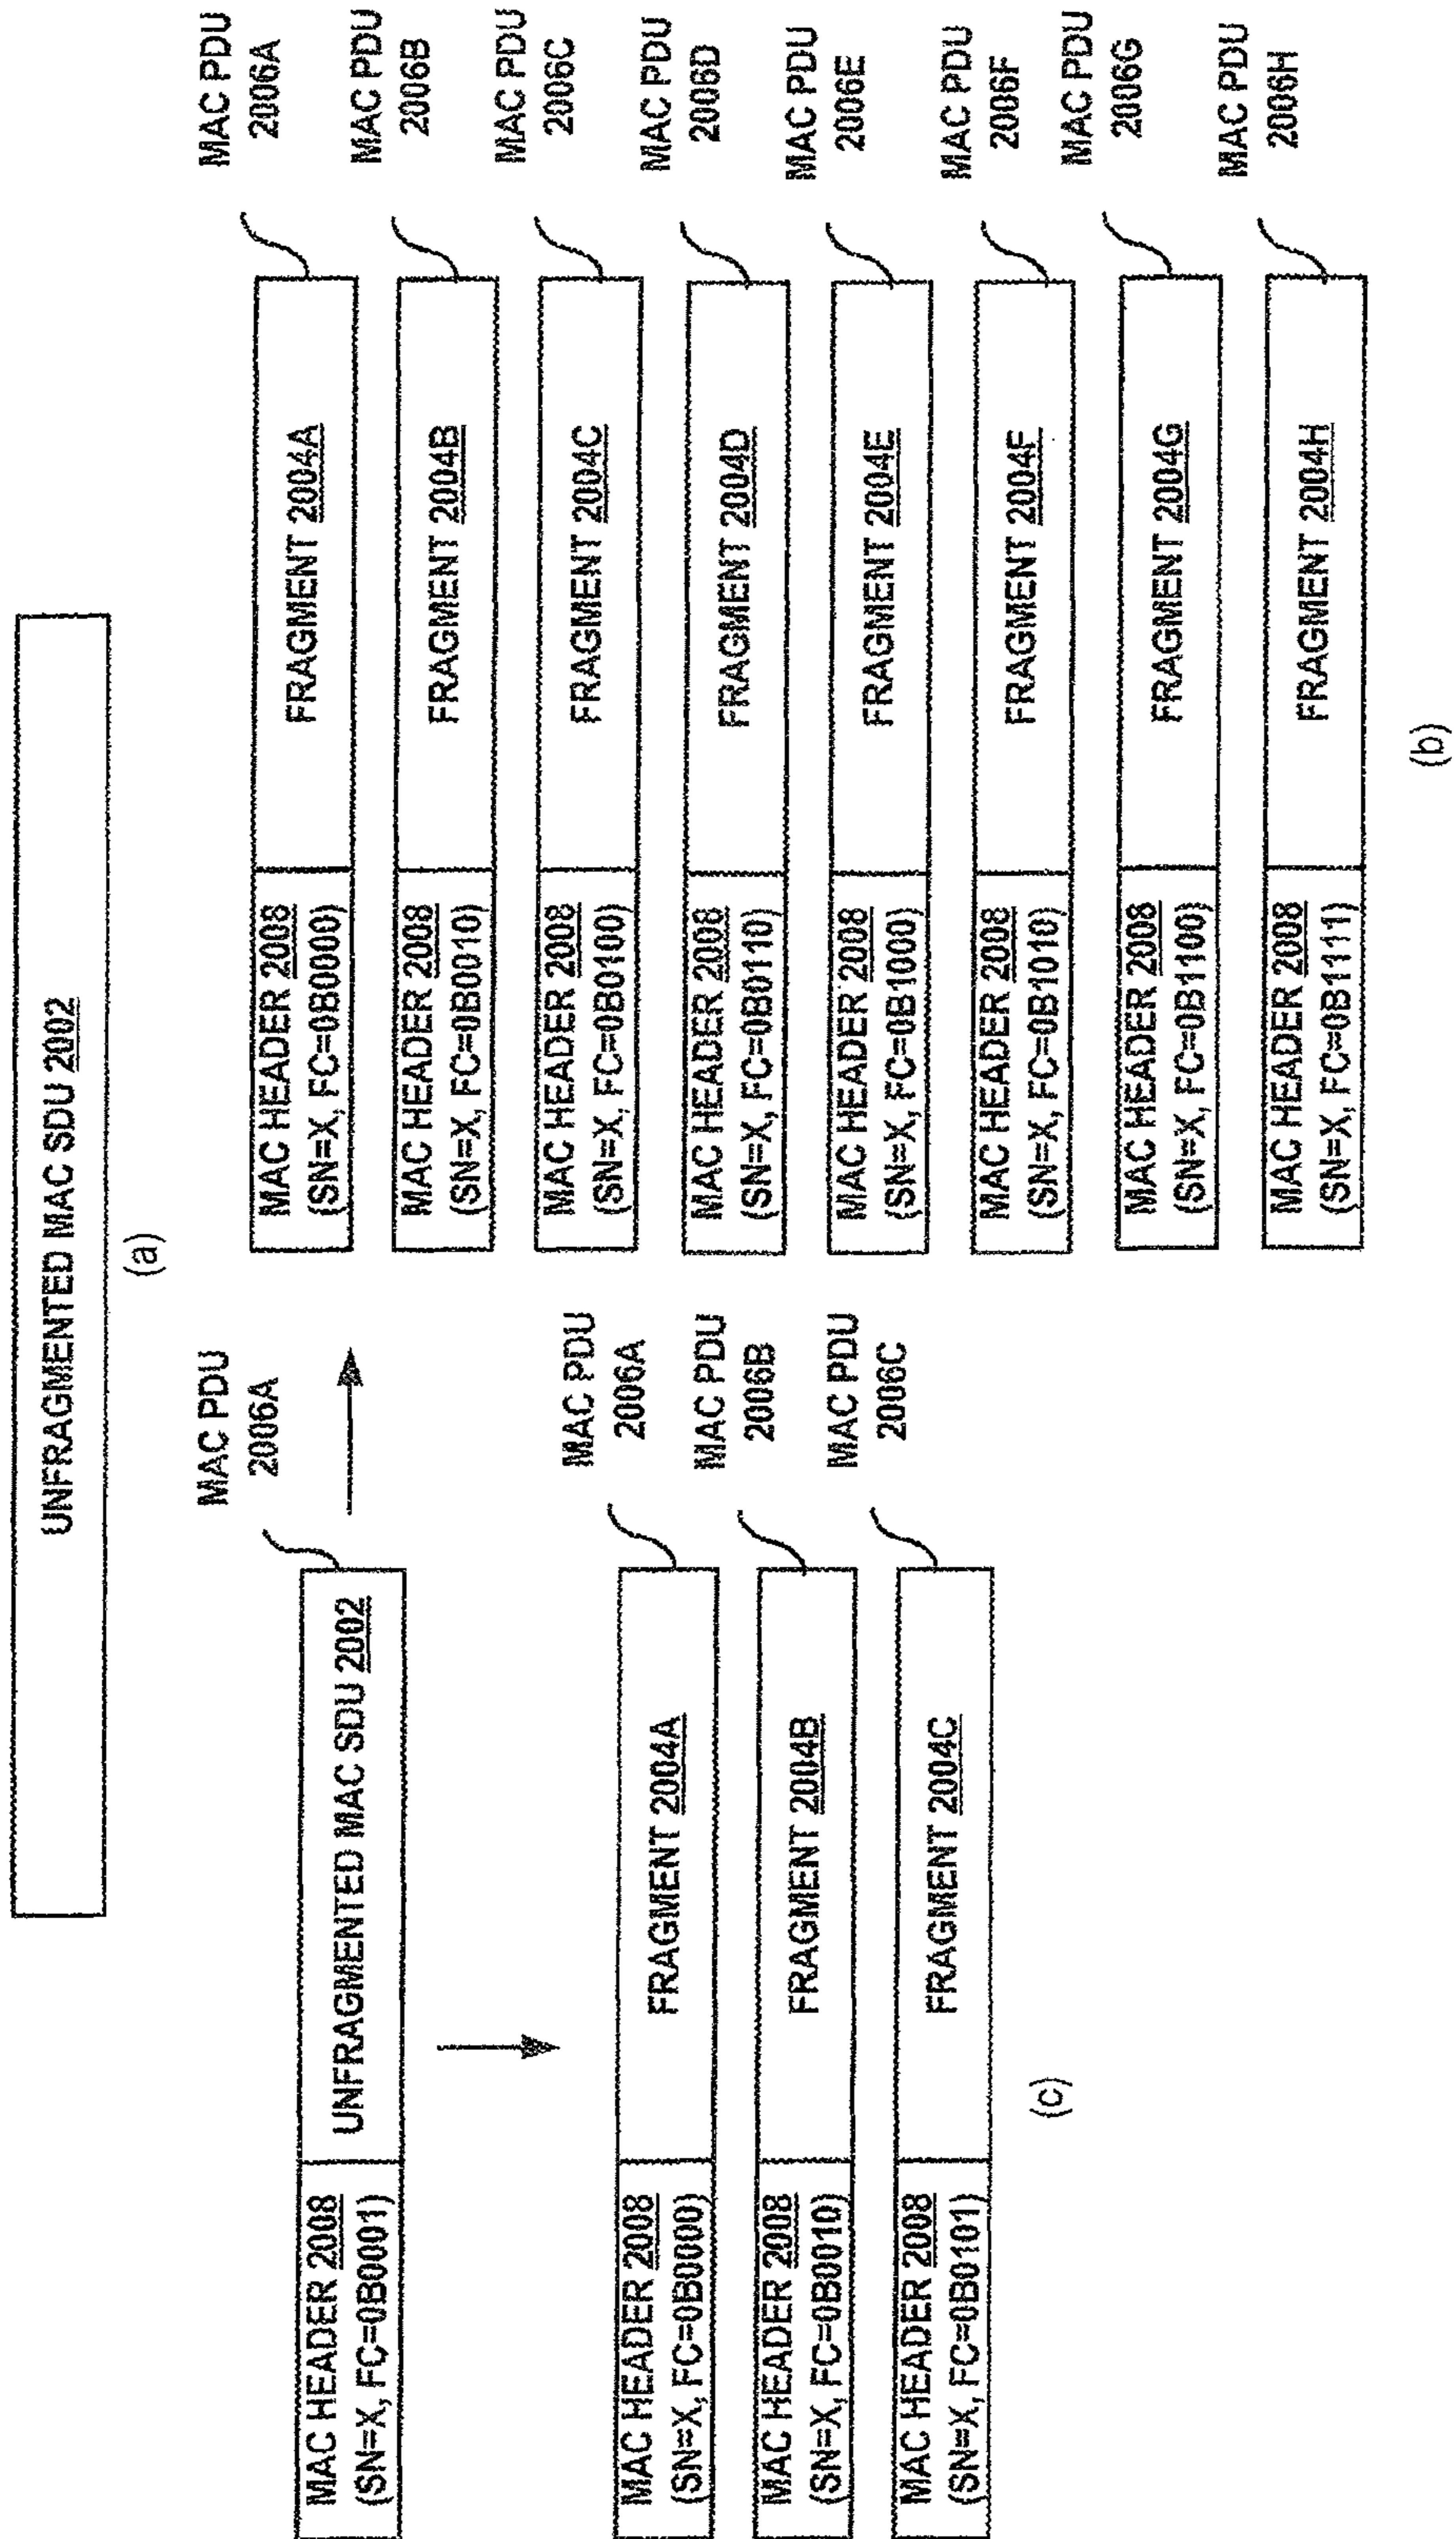 UNFRAGMENTED MAC SDU 2002
(a)
MAC PDU
2006A
MAC HEADER 2008
(SN=X, FC=0B0001)
UNFRAGMENTED MAC SDU 2002
MAC PDU
2006A
MAC HEADER 2008
(SN=X, FC=0B0000)
FRAGMENT 2004A
MAC PDU
2006B
MAC HEADER 2008
(SN=X, FC=0B0010)
FRAGMENT 2004B
MAC PDU
2006C
MAC HEADER 2008
(SN=X, FC=0B0101)
FRAGMENT 2004C
(c)
MAC PDU
2006A
MAC HEADER 2008
(SN=X, FC=0B0000)
FRAGMENT 2004A
MAC PDU
2006B
MAC HEADER 2008
(SN=X, FC=0B0010)
FRAGMENT 2004B
MAC PDU
2006C
MAC HEADER 2008
(SN=X, FC=0B0100)
FRAGMENT 2004C
MAC PDU
2006D
MAC HEADER 2008
(SN=X, FC=0B0110)
FRAGMENT 2004D
MAC PDU
2006E
MAC HEADER 2008
(SN=X, FC=0B1000)
FRAGMENT 2004E
MAC PDU
2006F
MAC HEADER 2008
(SN=X, FC=0B1010)
FRAGMENT 2004F
MAC PDU
2006G
MAC HEADER 2008
(SN=X, FC=0B1100)
FRAGMENT 2004G
MAC PDU
2006H
MAC HEADER 2008
(SN=X, FC=0B1111)
FRAGMENT 2004H
(b)